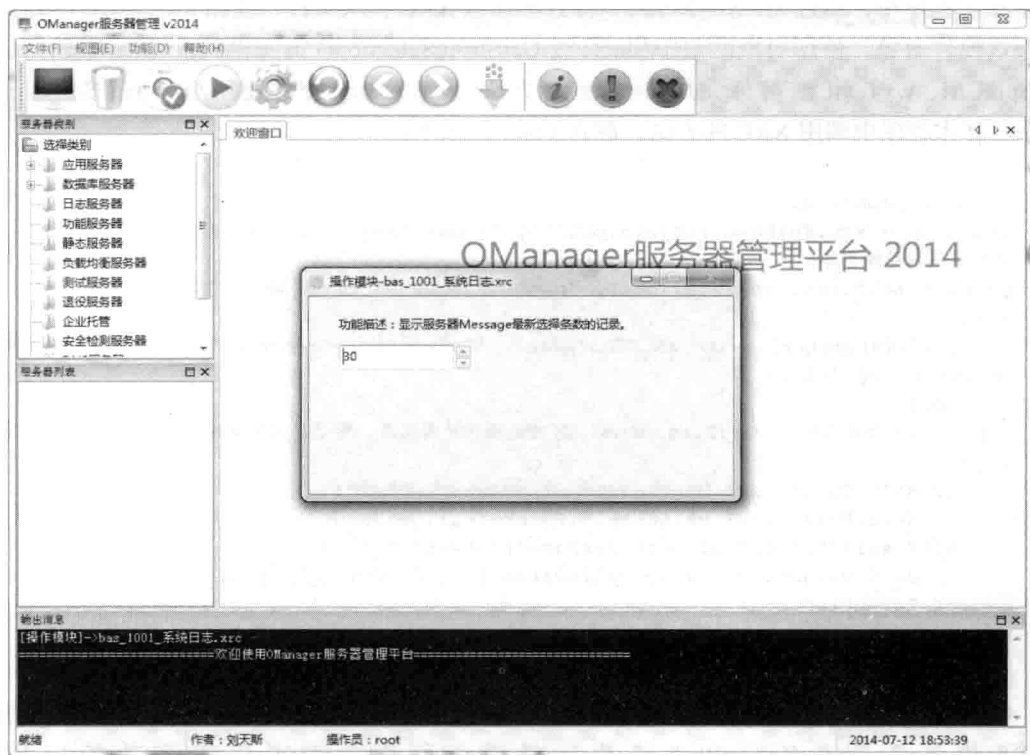 OManager服务器管理 v2014
文件(F) 视图(E) 功能(D) 帮助(H)
服务器类别
欢迎窗口
选择类别
应用服务器
数据库服务器
日志服务器
功能服务器
静态服务器
负载均衡服务器
测试服务器
退役服务器
企业托管
安全检测服务器
OManager服务器管理平台 2014
操作模块-bas_1001_系统日志.xrc
功能描述：显示服务器Message最新选择条数的记录。
30
服务器列表
输出消息
[操作模块]->bas_1001_系统日志.xrc
============================欢迎使用OManager服务器管理平台===============================
就绪
作者：刘天斯
操作员：root
2014-07-12 18:53:39